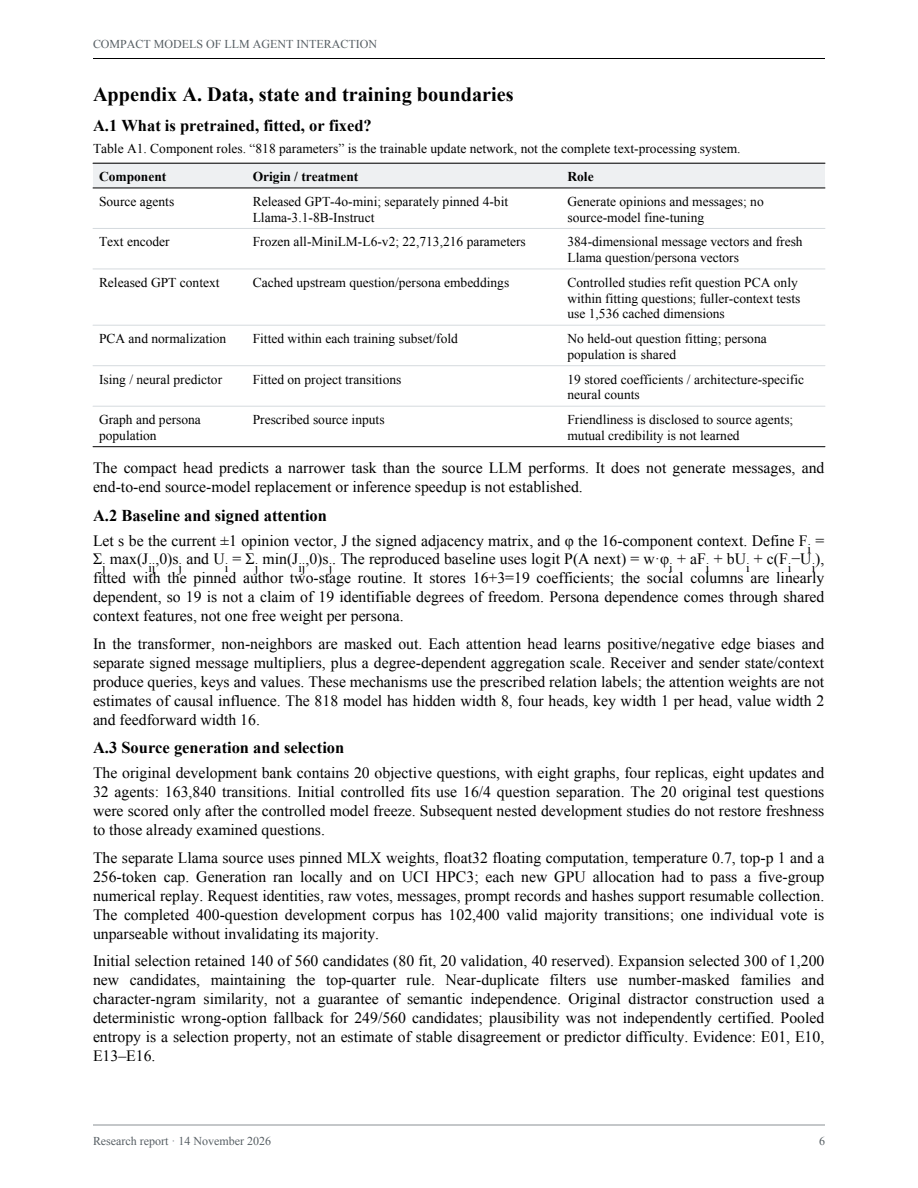 COMPACT MODELS OF LLM AGENT INTERACTION
Appendix A. Data, state and training boundaries
A.1 What is pretrained, fitted, or fixed?
Table A1. Component roles. “818 parameters” is the trainable update network, not the complete text-processing system.
Component Origin / treatment Role
Source agents Released GPT-4o-mini; separately pinned 4-bit Generate opinions and messages; no
Llama-3.1-8B-Instruct source-model fine-tuning
Text encoder Frozen all-MiniLM-L6-v2; 22,713,216 parameters 384-dimensional message vectors and fresh
Llama question/persona vectors
Released GPT context Cached upstream question/persona embeddings Controlled studies refit question PCA only
within fitting questions; fuller-context tests
use 1,536 cached dimensions
PCA and normalization Fitted within each training subset/fold No held-out question fitting; persona
population is shared
Ising / neural predictor Fitted on project transitions 19 stored coefficients / architecture-specific
neural counts
Graph and persona Prescribed source inputs Friendliness is disclosed to source agents;
population mutual credibility is not learned
The compact head predicts a narrower task than the source LLM performs. It does not generate messages, and
end-to-end source-model replacement or inference speedup is not established.
A.2 Baseline and signed attention
Let s be the current ±1 opinion vector, J the signed adjacency matrix, and φ the 16-component context. Define F_i =
Σ_j max(J_ij,0)s_j and U_i = Σ_j min(J_ij,0)s_j. The reproduced baseline uses logit P(A next) = w·φ_i + aF_i + bU_i + c(F_i−U_i),
fitted with the pinned author two-stage routine. It stores 16+3=19 coefficients; the social columns are linearly
dependent, so 19 is not a claim of 19 identifiable degrees of freedom. Persona dependence comes through shared
context features, not one free weight per persona.
In the transformer, non-neighbors are masked out. Each attention head learns positive/negative edge biases and
separate signed message multipliers, plus a degree-dependent aggregation scale. Receiver and sender state/context
produce queries, keys and values. These mechanisms use the prescribed relation labels; the attention weights are not
estimates of causal influence. The 818 model has hidden width 8, four heads, key width 1 per head, value width 2
and feedforward width 16.
A.3 Source generation and selection
The original development bank contains 20 objective questions, with eight graphs, four replicas, eight updates and
32 agents: 163,840 transitions. Initial controlled fits use 16/4 question separation. The 20 original test questions
were scored only after the controlled model freeze. Subsequent nested development studies do not restore freshness
to those already examined questions.
The separate Llama source uses pinned MLX weights, float32 floating computation, temperature 0.7, top-p 1 and a
256-token cap. Generation ran locally and on UCI HPC3; each new GPU allocation had to pass a five-group
numerical replay. Request identities, raw votes, messages, prompt records and hashes support resumable collection.
The completed 400-question development corpus has 102,400 valid majority transitions; one individual vote is
unparseable without invalidating its majority.
Initial selection retained 140 of 560 candidates (80 fit, 20 validation, 40 reserved). Expansion selected 300 of 1,200
new candidates, maintaining the top-quarter rule. Near-duplicate filters use number-masked families and
character-ngram similarity, not a guarantee of semantic independence. Original distractor construction used a
deterministic wrong-option fallback for 249/560 candidates; plausibility was not independently certified. Pooled
entropy is a selection property, not an estimate of stable disagreement or predictor difficulty. Evidence: E01, E10,
E13–E16.
Research report · 14 November 2026 6